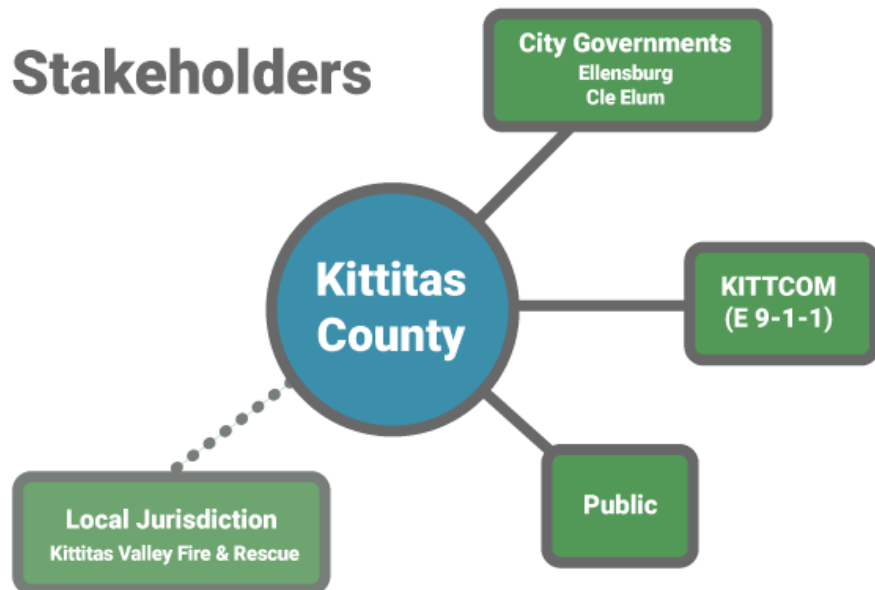 Stakeholders
City Governments
Ellensburg
Cle Elum
Kittitas
County
KITTCOM
(E 9-1-1)
Public
Local Jurisdiction
Kittitas Valley Fire & Rescue